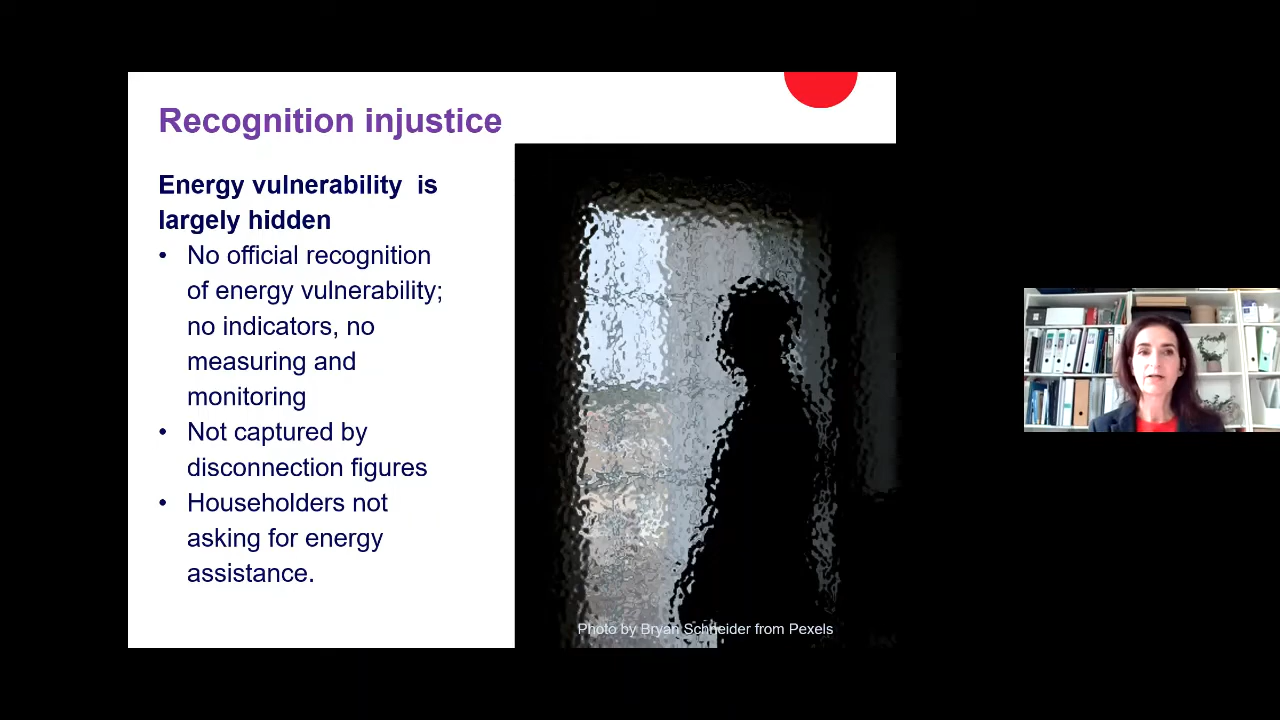 Recognition injustice
Energy vulnerability  is
largely hidden
• No official recognition
of energy vulnerability;
no indicators, no
measuring and
monitoring
• Not captured by
disconnection figures
• Householders not
asking for energy
assistance.
Photo by Bryan Schneider from Pexels